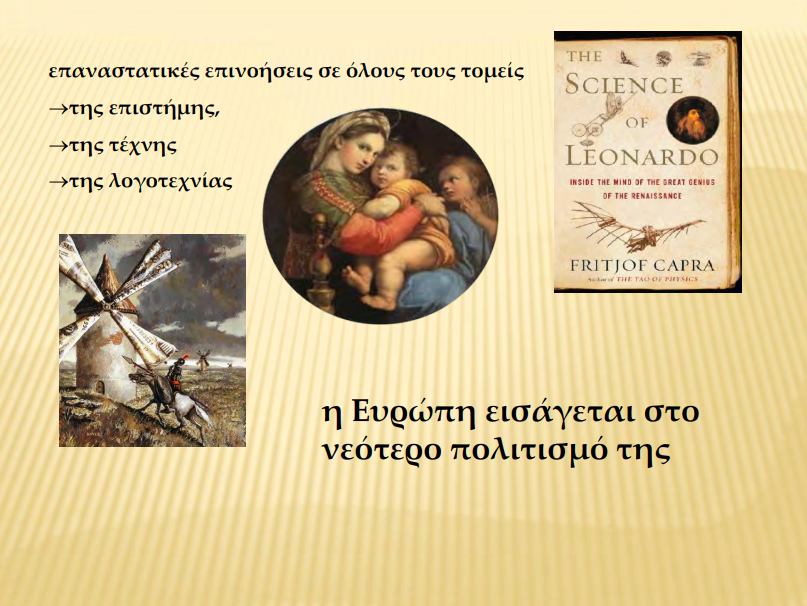 επαναστατικές επινοήσεις σε όλους τους τομείς
→της επιστήμης,
→της τέχνης
→της λογοτεχνίας
THE
SCIENCE
OF
LEONARDO
INSIDE THE MIND OF THE GREAT GENIUS
OF THE RENAISSANCE
FRITJOF CAPRA
Author of THE TAO OF PHYSICS
η Ευρώπη εισάγεται στο
νεότερο πολιτισμό της